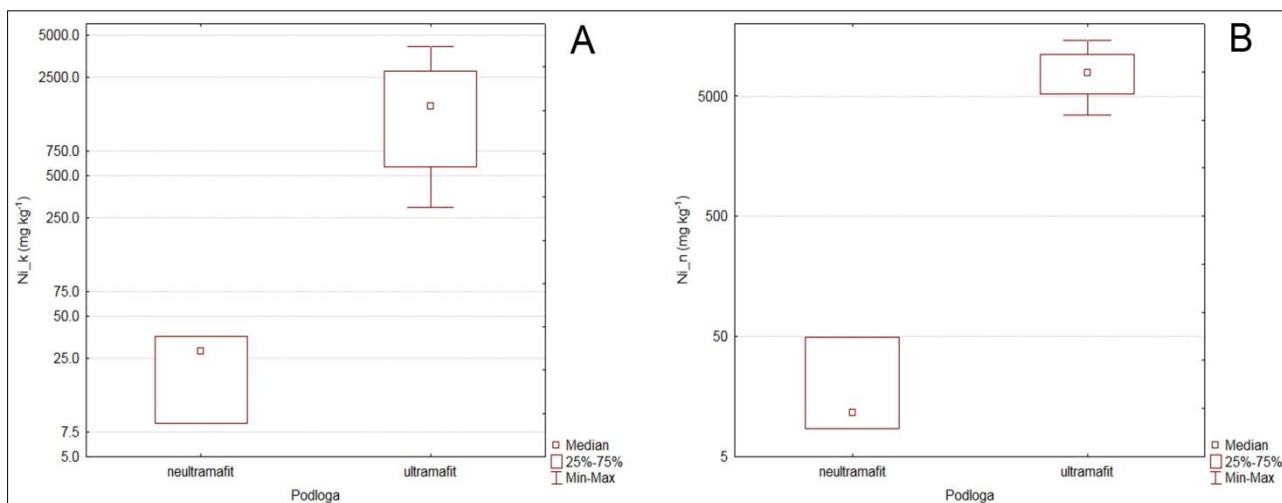 A
5000.0
2500.0
750.0
500.0
250.0
75.0
50.0
25.0
7.5
5.0
Ni_k (mg kg⁻¹)
neultramafit ultramafit
Podloga
Median
25%-75%
Min-Max
B
5000
500
50
5
Ni_n (mg kg⁻¹)
neultramafit ultramafit
Podloga
Median
25%-75%
Min-Max